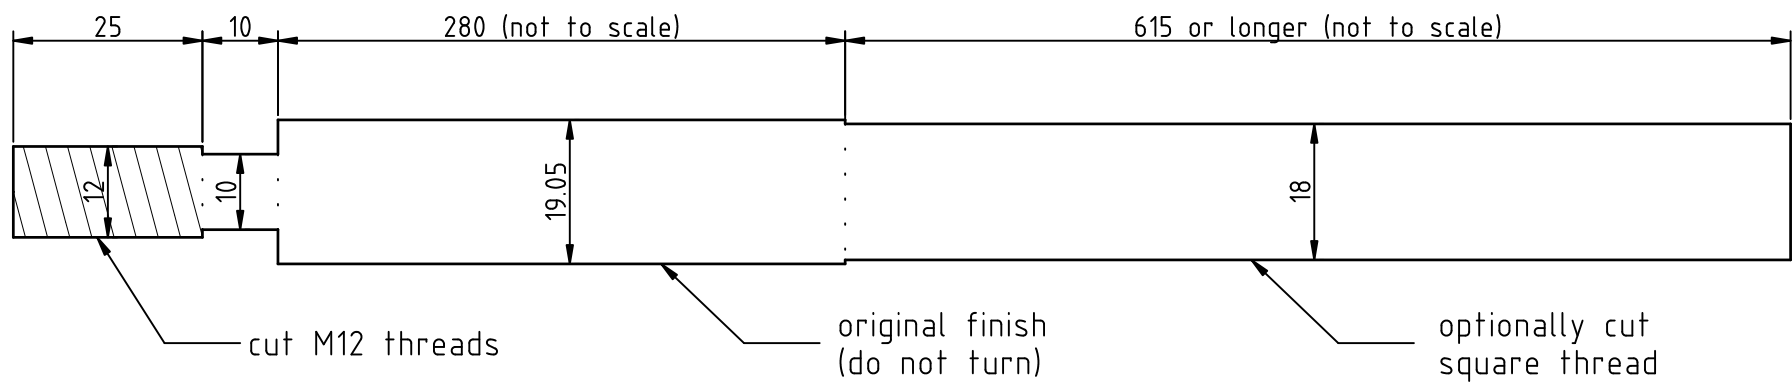 25
10
280 (not to scale)
615 or longer (not to scale)
12
10
19.05
18
cut M12 threads
original finish
(do not turn)
optionally cut
square thread